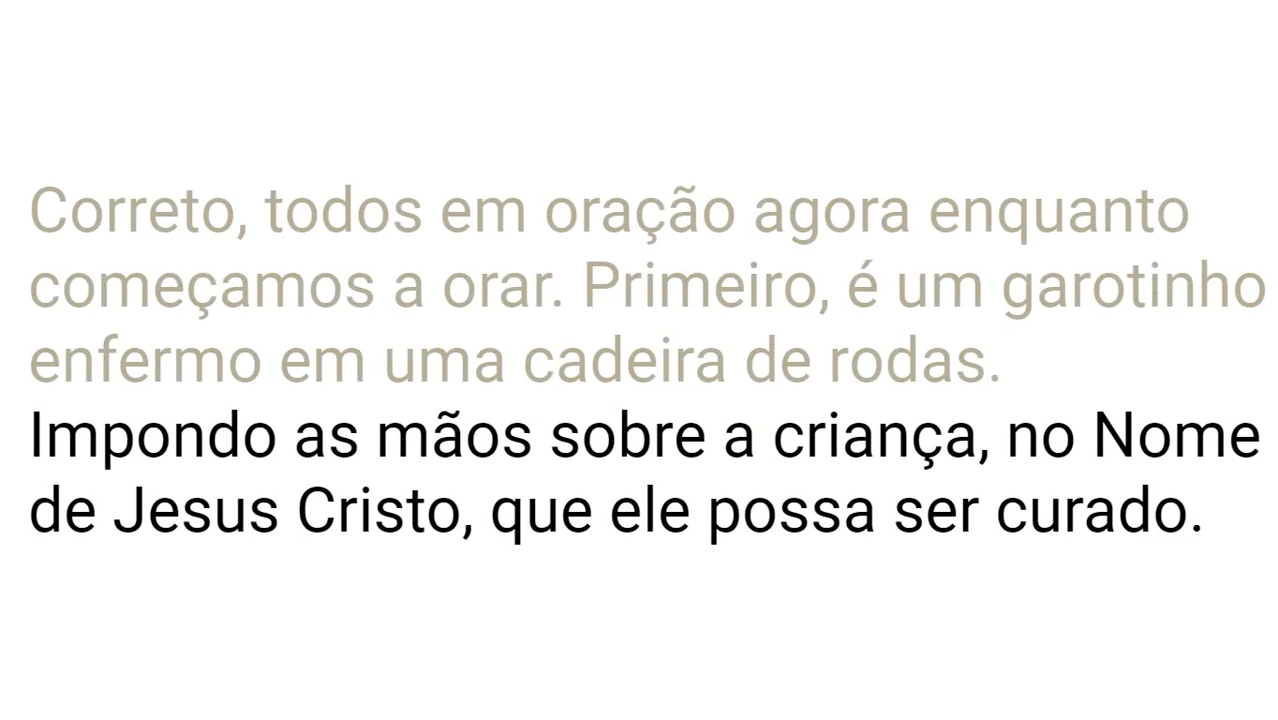 Correto, todos em oração agora enquanto
começamos a orar. Primeiro, é um garotinho
enfermo em uma cadeira de rodas.
Impondo as mãos sobre a criança, no Nome
de Jesus Cristo, que ele possa ser curado.